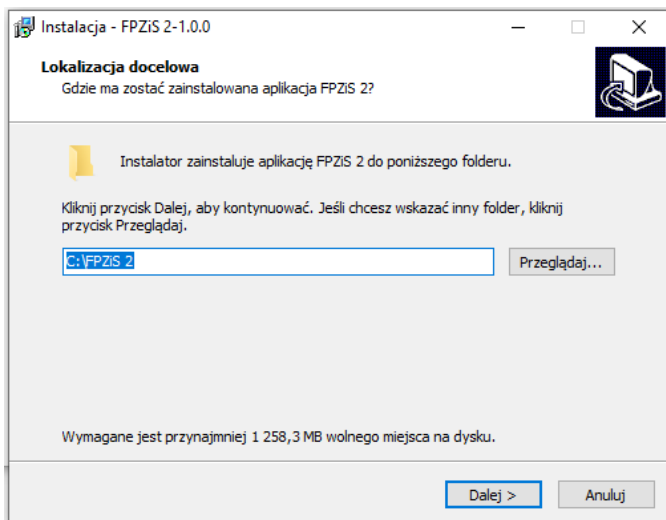 Instalacja - FPZiS 2-1.0.0
Lokalizacja docelowa
Gdzie ma zostać zainstalowana aplikacja FPZiS 2?
Instalator zainstaluje aplikację FPZiS 2 do poniższego folderu.
Kliknij przycisk Dalej, aby kontynuować. Jeśli chcesz wskazać inny folder, kliknij
przycisk Przeglądaj.
C:\FPZiS 2
Przeglądaj...
Wymagane jest przynajmniej 1 258,3 MB wolnego miejsca na dysku.
Dalej >
Anuluj